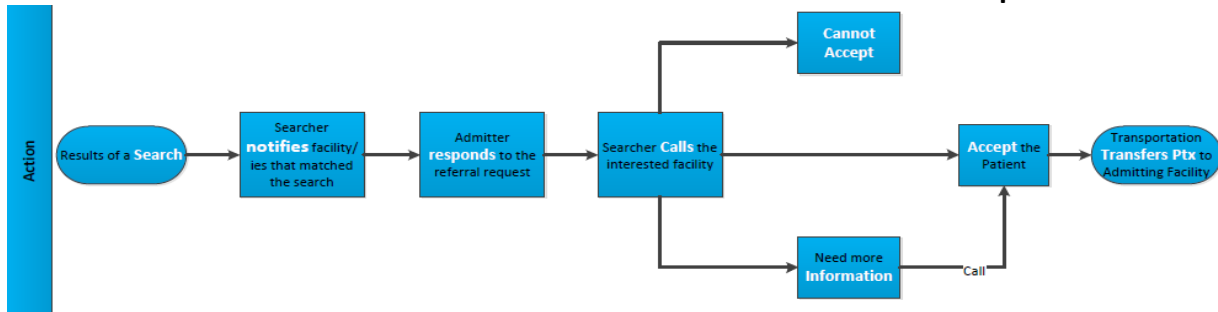 Action
Results of a Search
Searcher
notifies facility/
ies that matched
the search
Admitter
responds to the
referral request
Searcher Calls the
interested facility
Cannot
Accept
Need more
Information
Call
Accept the
Patient
Transportation
Transfers Ptx to
Admitting Facility